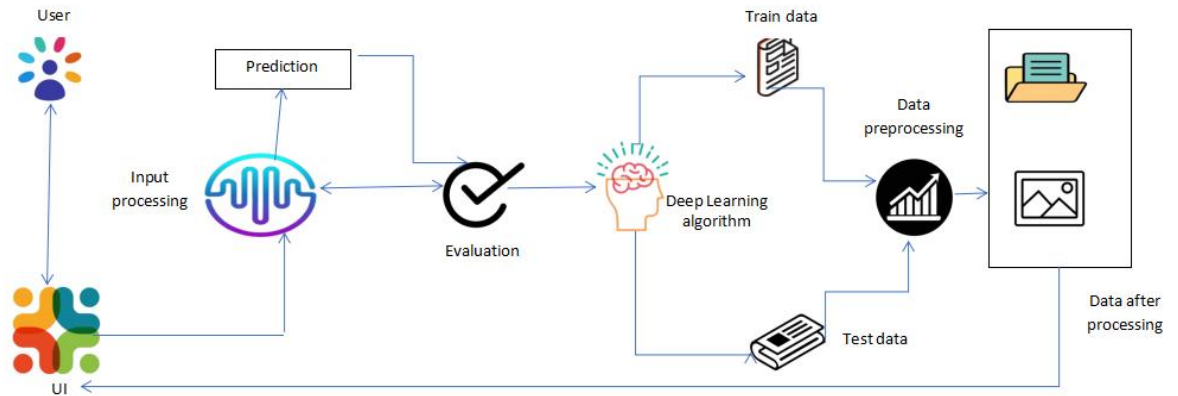 User
Train data
Prediction
Data
preprocessing
Input
processing
Deep Learning
algorithm
Evaluation
Data after
processing
Test data
UI